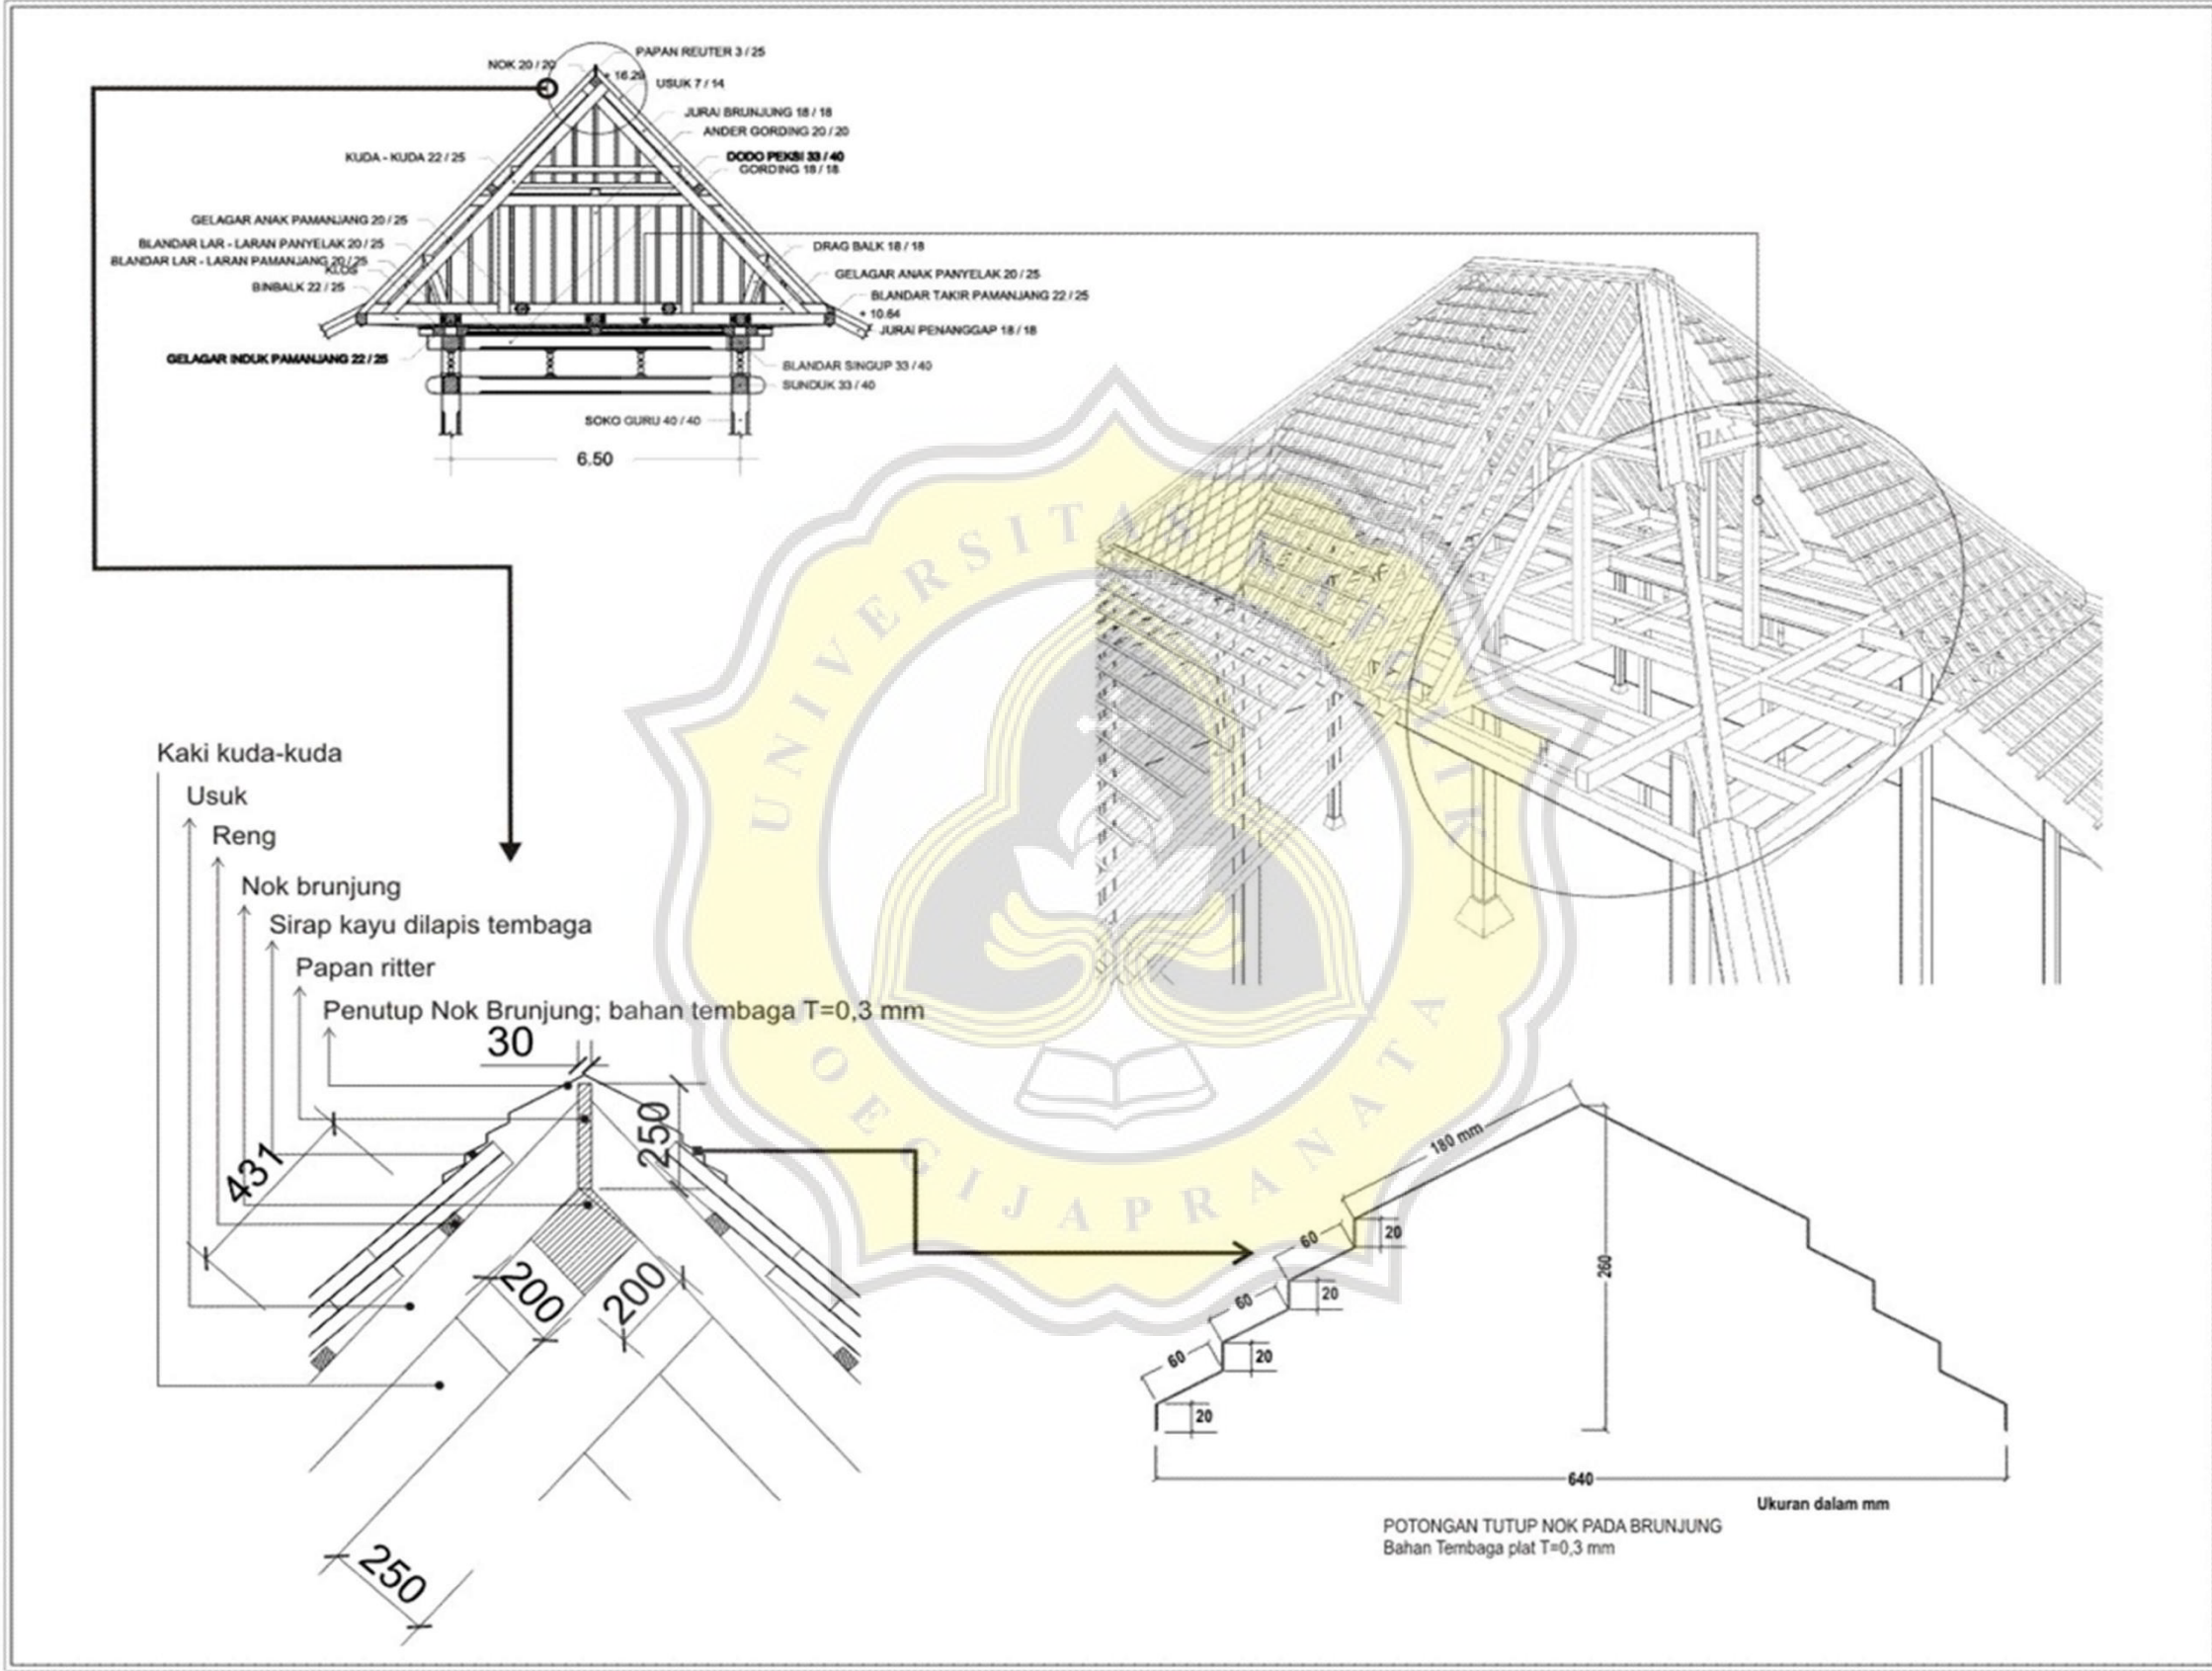 PAPAN REUTER 3 / 25
NOK 20 / 20
+ 16.29
USUK 7 / 14
JURAI BRUNJUNG 18 / 18
ANDER GORDING 20 / 20
KUDA - KUDA 22 / 25
DODO PEKSI 33 / 40
GORDING 18 / 18
GELAGAR ANAK PAMANJANG 20 / 25
BLANDAR LAR - LARAN PANYELAK 20 / 25
DRAG BALK 18 / 18
BLANDAR LAR - LARAN PAMANJANG 20 / 25
KLOS
GELAGAR ANAK PANYELAK 20 / 25
BINBALK 22 / 25
BLANDAR TAKIR PAMANJANG 22 / 25
+ 10.64
JURAI PENANGGAP 18 / 18
GELAGAR INDUK PAMANJANG 22 / 25
BLANDAR SINGUP 33 / 40
SUNDUK 33 / 40
SOKO GURU 40 / 40
6.50
UNIVERSITAS KATOLIK
SOEGIJAPRANATA
Kaki kuda-kuda
Usuk
Reng
Nok brunjung
Sirap kayu dilapis tembaga
Papan ritter
Penutup Nok Brunjung; bahan tembaga T=0,3 mm
30
250
431
200
200
250
180 mm
60
20
60
20
60
20
20
260
640
Ukuran dalam mm
POTONGAN TUTUP NOK PADA BRUNJUNG
Bahan Tembaga plat T=0,3 mm